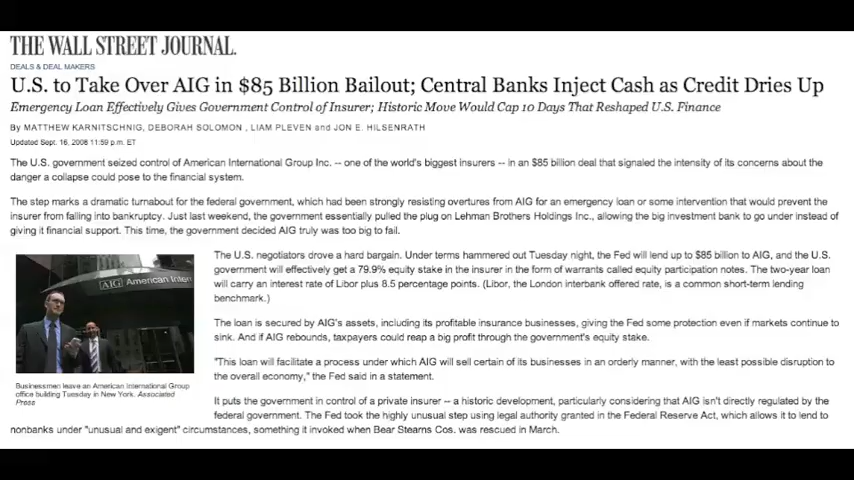 THE WALL STREET JOURNAL.
DEALS & DEAL MAKERS
U.S. to Take Over AIG in $85 Billion Bailout; Central Banks Inject Cash as Credit Dries Up
Emergency Loan Effectively Gives Government Control of Insurer; Historic Move Would Cap 10 Days That Reshaped U.S. Finance
By MATTHEW KARNITSCHNIG, DEBORAH SOLOMON , LIAM PLEVEN and JON E. HILSENRATH
Updated Sept. 16, 2008 11:59 p.m. ET
The U.S. government seized control of American International Group Inc. -- one of the world's biggest insurers -- in an $85 billion deal that signaled the intensity of its concerns about the
danger a collapse could pose to the financial system.
The step marks a dramatic turnabout for the federal government, which had been strongly resisting overtures from AIG for an emergency loan or some intervention that would prevent the
insurer from falling into bankruptcy. Just last weekend, the government essentially pulled the plug on Lehman Brothers Holdings Inc., allowing the big investment bank to go under instead of
giving it financial support. This time, the government decided AIG truly was too big to fail.
The U.S. negotiators drove a hard bargain. Under terms hammered out Tuesday night, the Fed will lend up to $85 billion to AIG, and the U.S.
government will effectively get a 79.9% equity stake in the insurer in the form of warrants called equity participation notes. The two-year loan
will carry an interest rate of Libor plus 8.5 percentage points. (Libor, the London interbank offered rate, is a common short-term lending
benchmark.)
The loan is secured by AIG's assets, including its profitable insurance businesses, giving the Fed some protection even if markets continue to
sink. And if AIG rebounds, taxpayers could reap a big profit through the government's equity stake.
"This loan will facilitate a process under which AIG will sell certain of its businesses in an orderly manner, with the least possible disruption to
the overall economy," the Fed said in a statement.
It puts the government in control of a private insurer -- a historic development, particularly considering that AIG isn't directly regulated by the
federal government. The Fed took the highly unusual step using legal authority granted in the Federal Reserve Act, which allows it to lend to
nonbanks under "unusual and exigent" circumstances, something it invoked when Bear Stearns Cos. was rescued in March.
AIG American Inter
Businessmen leave an American International Group
office building Tuesday in New York. Associated
Press